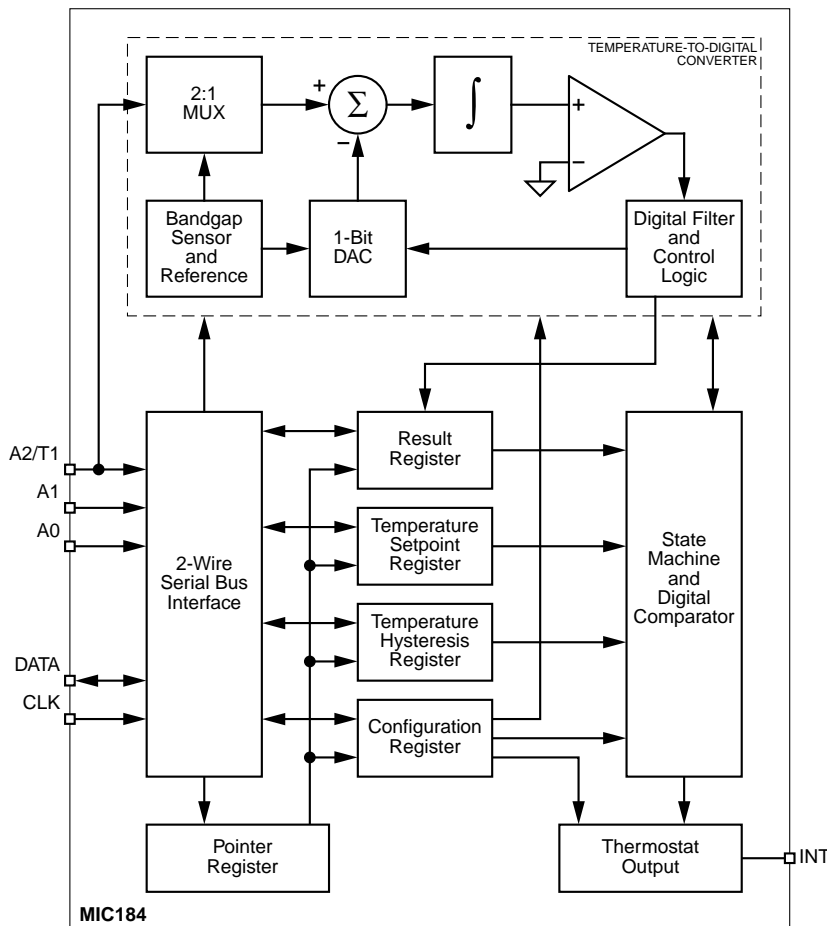 TEMPERATURE-TO-DIGITAL
CONVERTER
2:1
MUX
+
Σ
−
∫
+
−
Bandgap
Sensor
and
Reference
1-Bit
DAC
Digital Filter
and
Control
Logic
A2/T1
A1
A0
DATA
CLK
2-Wire
Serial Bus
Interface
Result
Register
Temperature
Setpoint
Register
Temperature
Hysteresis
Register
Configuration
Register
State
Machine
and
Digital
Comparator
Pointer
Register
Thermostat
Output
INT
MIC184